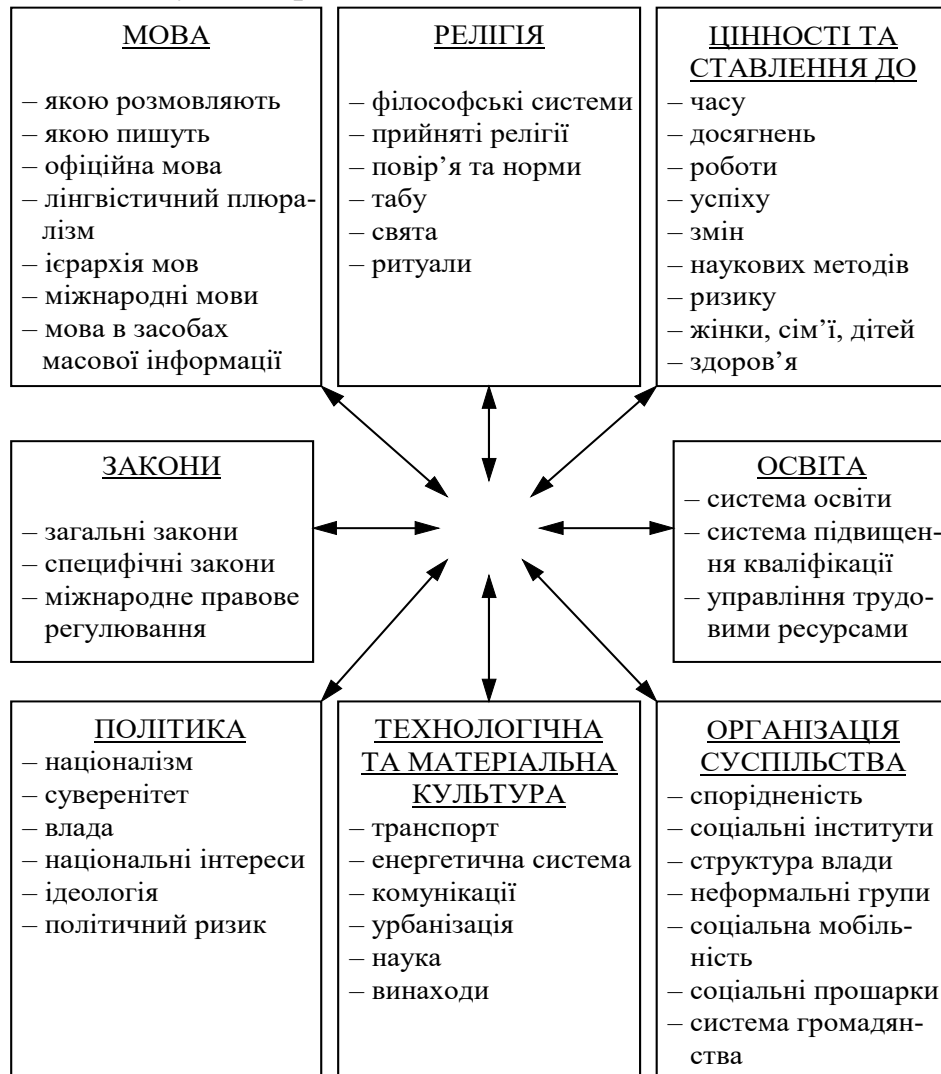 МОВА
– якою розмовляють
– якою пишуть
– офіційна мова
– лінгвістичний плюра-
лізм
– ієрархія мов
– міжнародні мови
– мова в засобах
масової інформації
РЕЛІГІЯ
– філософські системи
– прийняті релігії
– повір’я та норми
– табу
– свята
– ритуали
ЦІННОСТІ ТА
СТАВЛЕННЯ ДО
– часу
– досягнень
– роботи
– успіху
– змін
– наукових методів
– ризику
– жінки, сім’ї, дітей
– здоров’я
ЗАКОНИ
– загальні закони
– специфічні закони
– міжнародне правове
регулювання
ОСВІТА
– система освіти
– система підвищен-
ня кваліфікації
– управління трудо-
вими ресурсами
ПОЛІТИКА
– націоналізм
– суверенітет
– влада
– національні інтереси
– ідеологія
– політичний ризик
ТЕХНОЛОГІЧНА
ТА МАТЕРІАЛЬНА
КУЛЬТУРА
– транспорт
– енергетична система
– комунікації
– урбанізація
– наука
– винаходи
ОРГАНІЗАЦІЯ
СУСПІЛЬСТВА
– спорідненість
– соціальні інститути
– структура влади
– неформальні групи
– соціальна мобіль-
ність
– соціальні прошарки
– система громадян-
ства